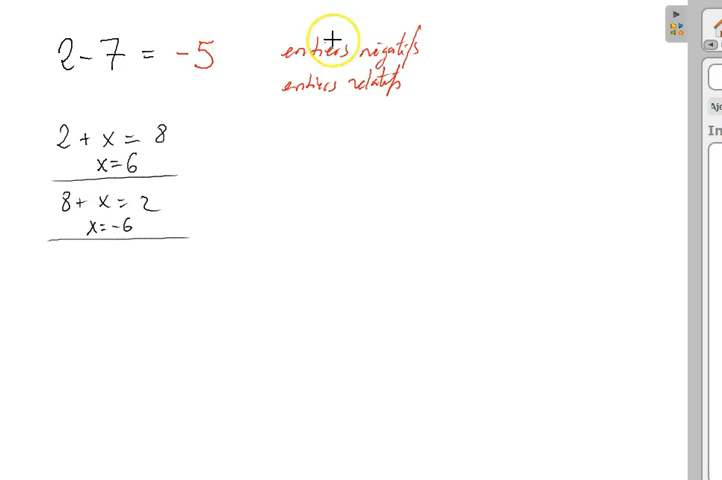 2 - 7 = -5
entiers négatifs
entiers relatifs
2 + x = 8
x = 6
8 + x = 2
x = -6